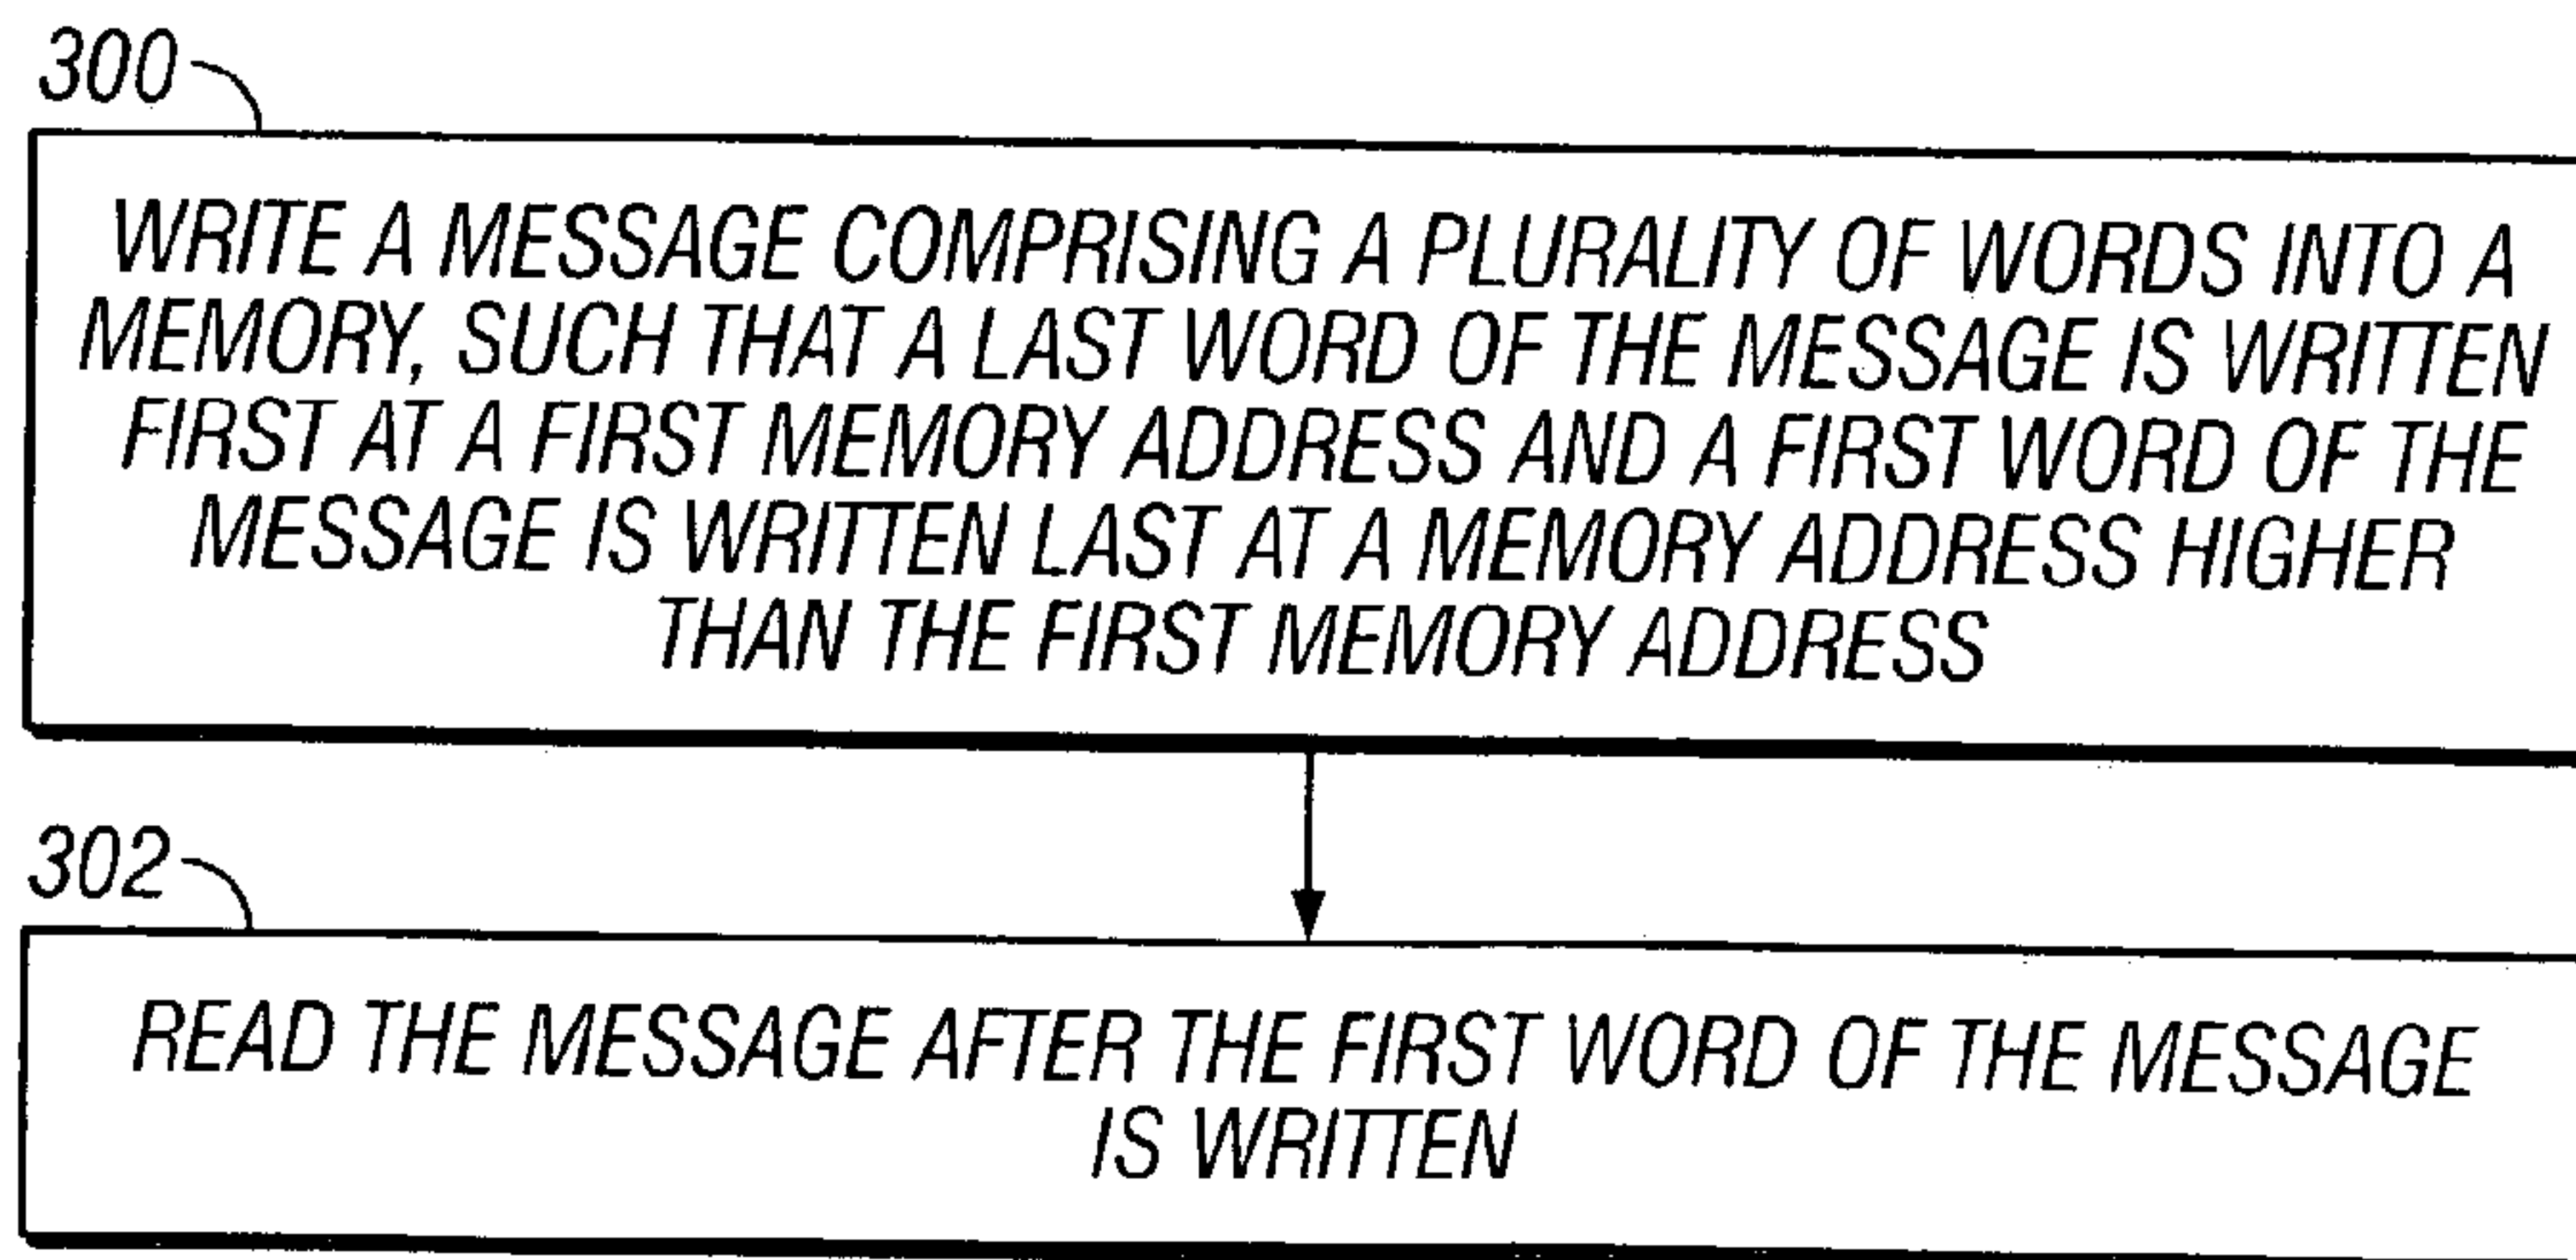 300
WRITE A MESSAGE COMPRISING A PLURALITY OF WORDS INTO A
MEMORY, SUCH THAT A LAST WORD OF THE MESSAGE IS WRITTEN
FIRST AT A FIRST MEMORY ADDRESS AND A FIRST WORD OF THE
MESSAGE IS WRITTEN LAST AT A MEMORY ADDRESS HIGHER
THAN THE FIRST MEMORY ADDRESS
302
READ THE MESSAGE AFTER THE FIRST WORD OF THE MESSAGE
IS WRITTEN